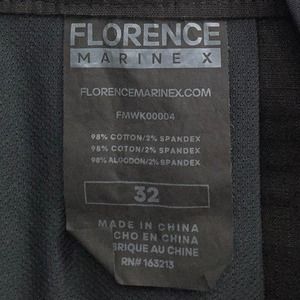 FLORENCE
MARINE X
FLORENCEMARINEX.COM
FMWK00004
98% COTTON/2% SPANDEX
98% COTON/2% SPANDEX
98% ALGODON/2% SPANDEX
32
MADE IN CHINA
CHO EN CHINA
BRIQUE AU CHINE
RN# 163213